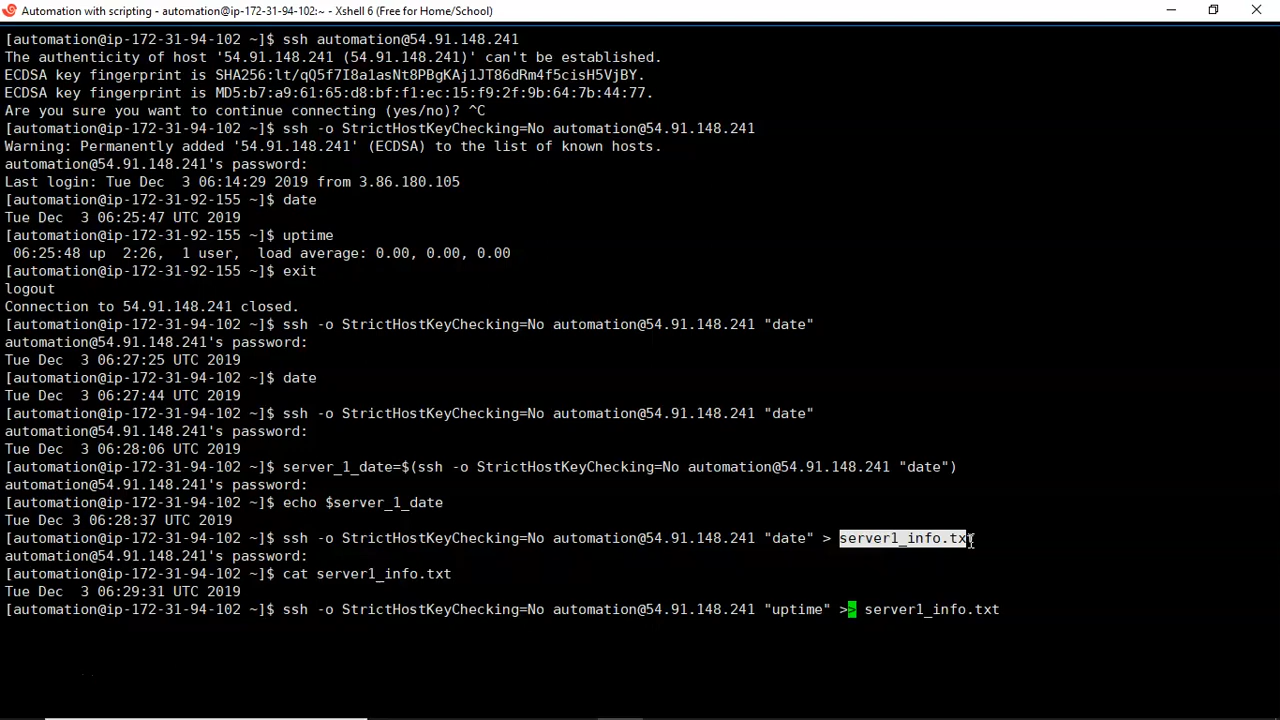 Automation with scripting - automation@ip-172-31-94-102:~ - Xshell 6 (Free for Home/School)
[automation@ip-172-31-94-102 ~]$ ssh automation@54.91.148.241
The authenticity of host '54.91.148.241 (54.91.148.241)' can't be established.
ECDSA key fingerprint is SHA256:lt/qQ5f7I8a1asNt8PBgKAj1JT86dRm4f5cisH5VjBY.
ECDSA key fingerprint is MD5:b7:a9:61:65:d8:bf:f1:ec:15:f9:2f:9b:64:7b:44:77.
Are you sure you want to continue connecting (yes/no)? ^C
[automation@ip-172-31-94-102 ~]$ ssh -o StrictHostKeyChecking=No automation@54.91.148.241
Warning: Permanently added '54.91.148.241' (ECDSA) to the list of known hosts.
automation@54.91.148.241's password:
Last login: Tue Dec  3 06:14:29 2019 from 3.86.180.105
[automation@ip-172-31-92-155 ~]$ date
Tue Dec  3 06:25:47 UTC 2019
[automation@ip-172-31-92-155 ~]$ uptime
 06:25:48 up  2:26,  1 user,  load average: 0.00, 0.00, 0.00
[automation@ip-172-31-92-155 ~]$ exit
logout
Connection to 54.91.148.241 closed.
[automation@ip-172-31-94-102 ~]$ ssh -o StrictHostKeyChecking=No automation@54.91.148.241 "date"
automation@54.91.148.241's password:
Tue Dec  3 06:27:25 UTC 2019
[automation@ip-172-31-94-102 ~]$ date
Tue Dec  3 06:27:44 UTC 2019
[automation@ip-172-31-94-102 ~]$ ssh -o StrictHostKeyChecking=No automation@54.91.148.241 "date"
automation@54.91.148.241's password:
Tue Dec  3 06:28:06 UTC 2019
[automation@ip-172-31-94-102 ~]$ server_1_date=$(ssh -o StrictHostKeyChecking=No automation@54.91.148.241 "date")
automation@54.91.148.241's password:
[automation@ip-172-31-94-102 ~]$ echo $server_1_date
Tue Dec 3 06:28:37 UTC 2019
[automation@ip-172-31-94-102 ~]$ ssh -o StrictHostKeyChecking=No automation@54.91.148.241 "date" > server1_info.txt
automation@54.91.148.241's password:
[automation@ip-172-31-94-102 ~]$ cat server1_info.txt
Tue Dec  3 06:29:31 UTC 2019
[automation@ip-172-31-94-102 ~]$ ssh -o StrictHostKeyChecking=No automation@54.91.148.241 "uptime" >> server1_info.txt